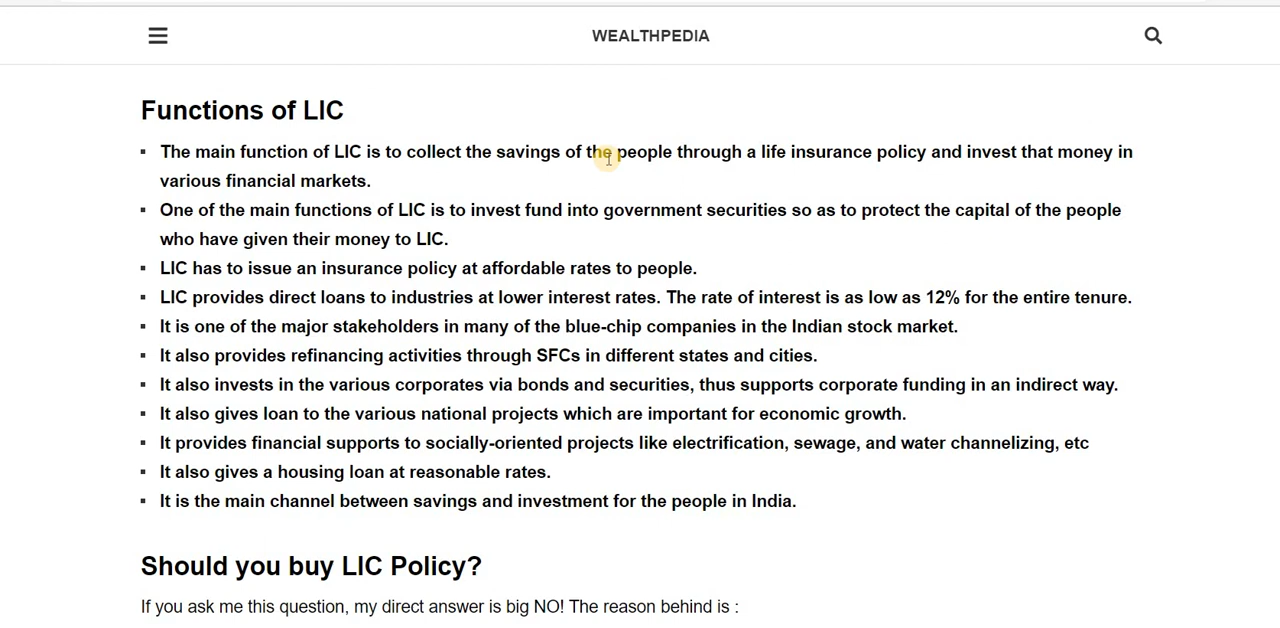 WEALTHPEDIA
Functions of LIC
▪ The main function of LIC is to collect the savings of the people through a life insurance policy and invest that money in
various financial markets.
▪ One of the main functions of LIC is to invest fund into government securities so as to protect the capital of the people
who have given their money to LIC.
▪ LIC has to issue an insurance policy at affordable rates to people.
▪ LIC provides direct loans to industries at lower interest rates. The rate of interest is as low as 12% for the entire tenure.
▪ It is one of the major stakeholders in many of the blue-chip companies in the Indian stock market.
▪ It also provides refinancing activities through SFCs in different states and cities.
▪ It also invests in the various corporates via bonds and securities, thus supports corporate funding in an indirect way.
▪ It also gives loan to the various national projects which are important for economic growth.
▪ It provides financial supports to socially-oriented projects like electrification, sewage, and water channelizing, etc
▪ It also gives a housing loan at reasonable rates.
▪ It is the main channel between savings and investment for the people in India.
Should you buy LIC Policy?
If you ask me this question, my direct answer is big NO! The reason behind is :